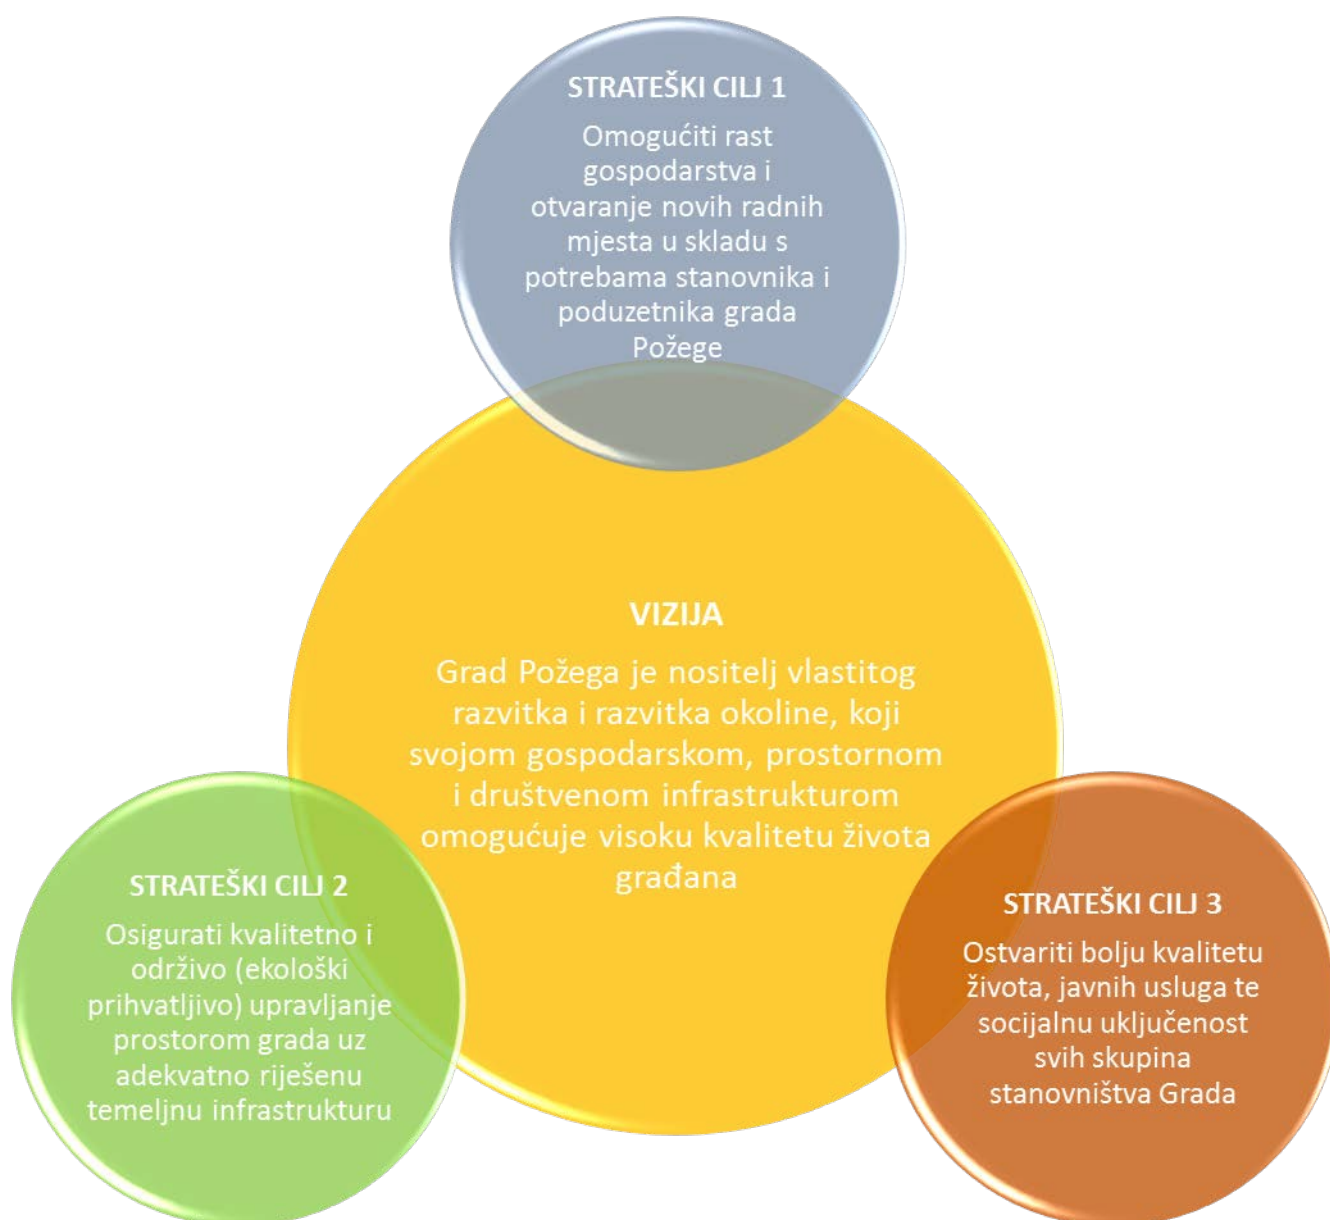 STRATEŠKI CILJ 1
Omogućiti rast
gospodarstva i
otvaranje novih radnih
mjesta u skladu s
potrebama stanovnika i
poduzetnika grada
Požege
VIZIJA
Grad Požega je nositelj vlastitog
razvitka i razvitka okoline, koji
svojom gospodarskom, prostornom
i društvenom infrastrukturom
omogućuje visoku kvalitetu života
građana
STRATEŠKI CILJ 2
Osigurati kvalitetno i
održivo (ekološki
prihvatljivo) upravljanje
prostorom grada uz
adekvatno riješenu
temeljnu infrastrukturu
STRATEŠKI CILJ 3
Ostvariti bolju kvalitetu
života, javnih usluga te
socijalnu uključenost
svih skupina
stanovništva Grada